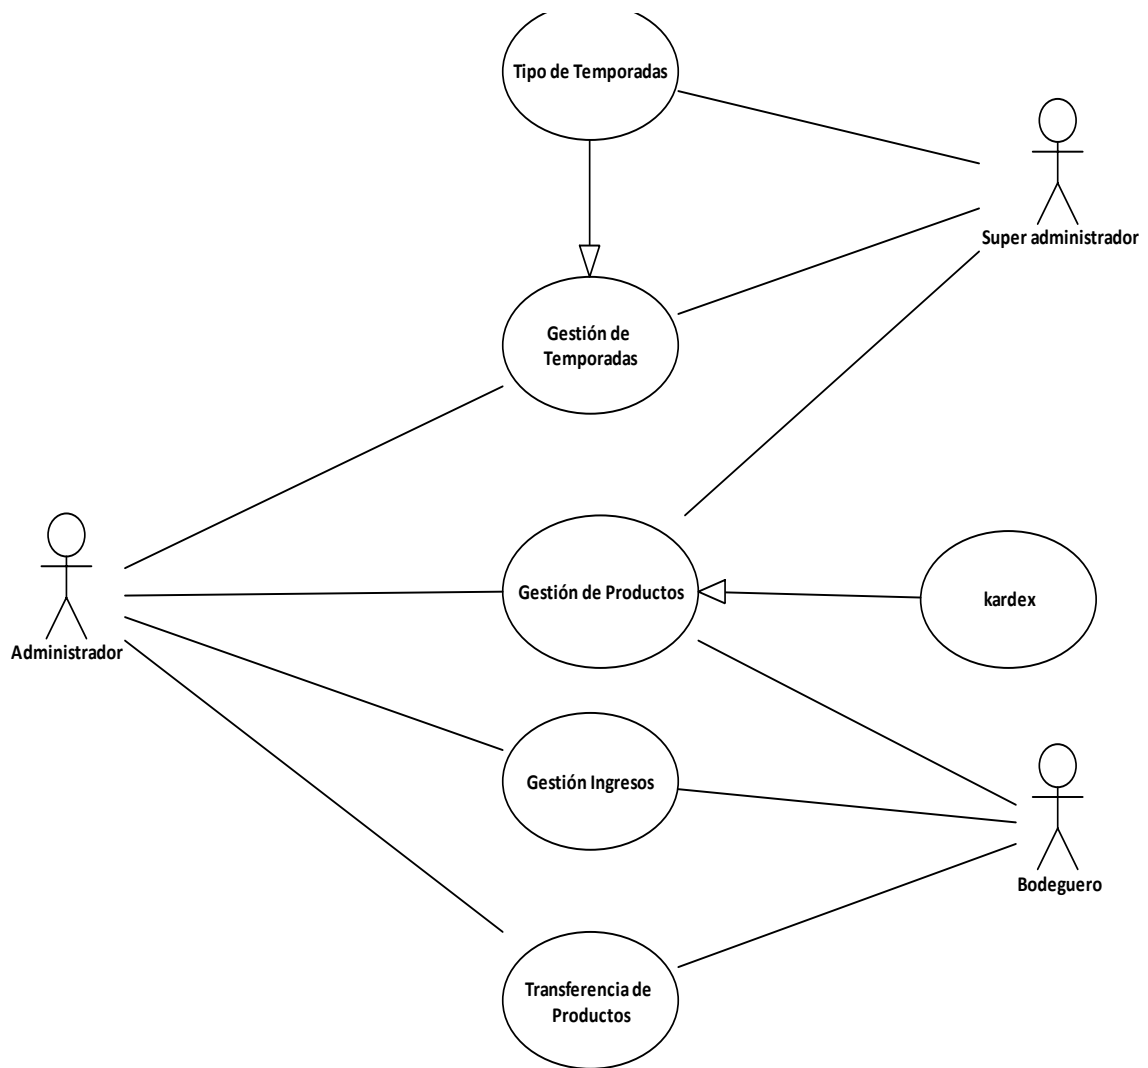 Tipo de Temporadas
Super administrador
Gestión de
Temporadas
Gestión de Productos
kardex
Administrador
Gestión Ingresos
Bodeguero
Transferencia de
Productos